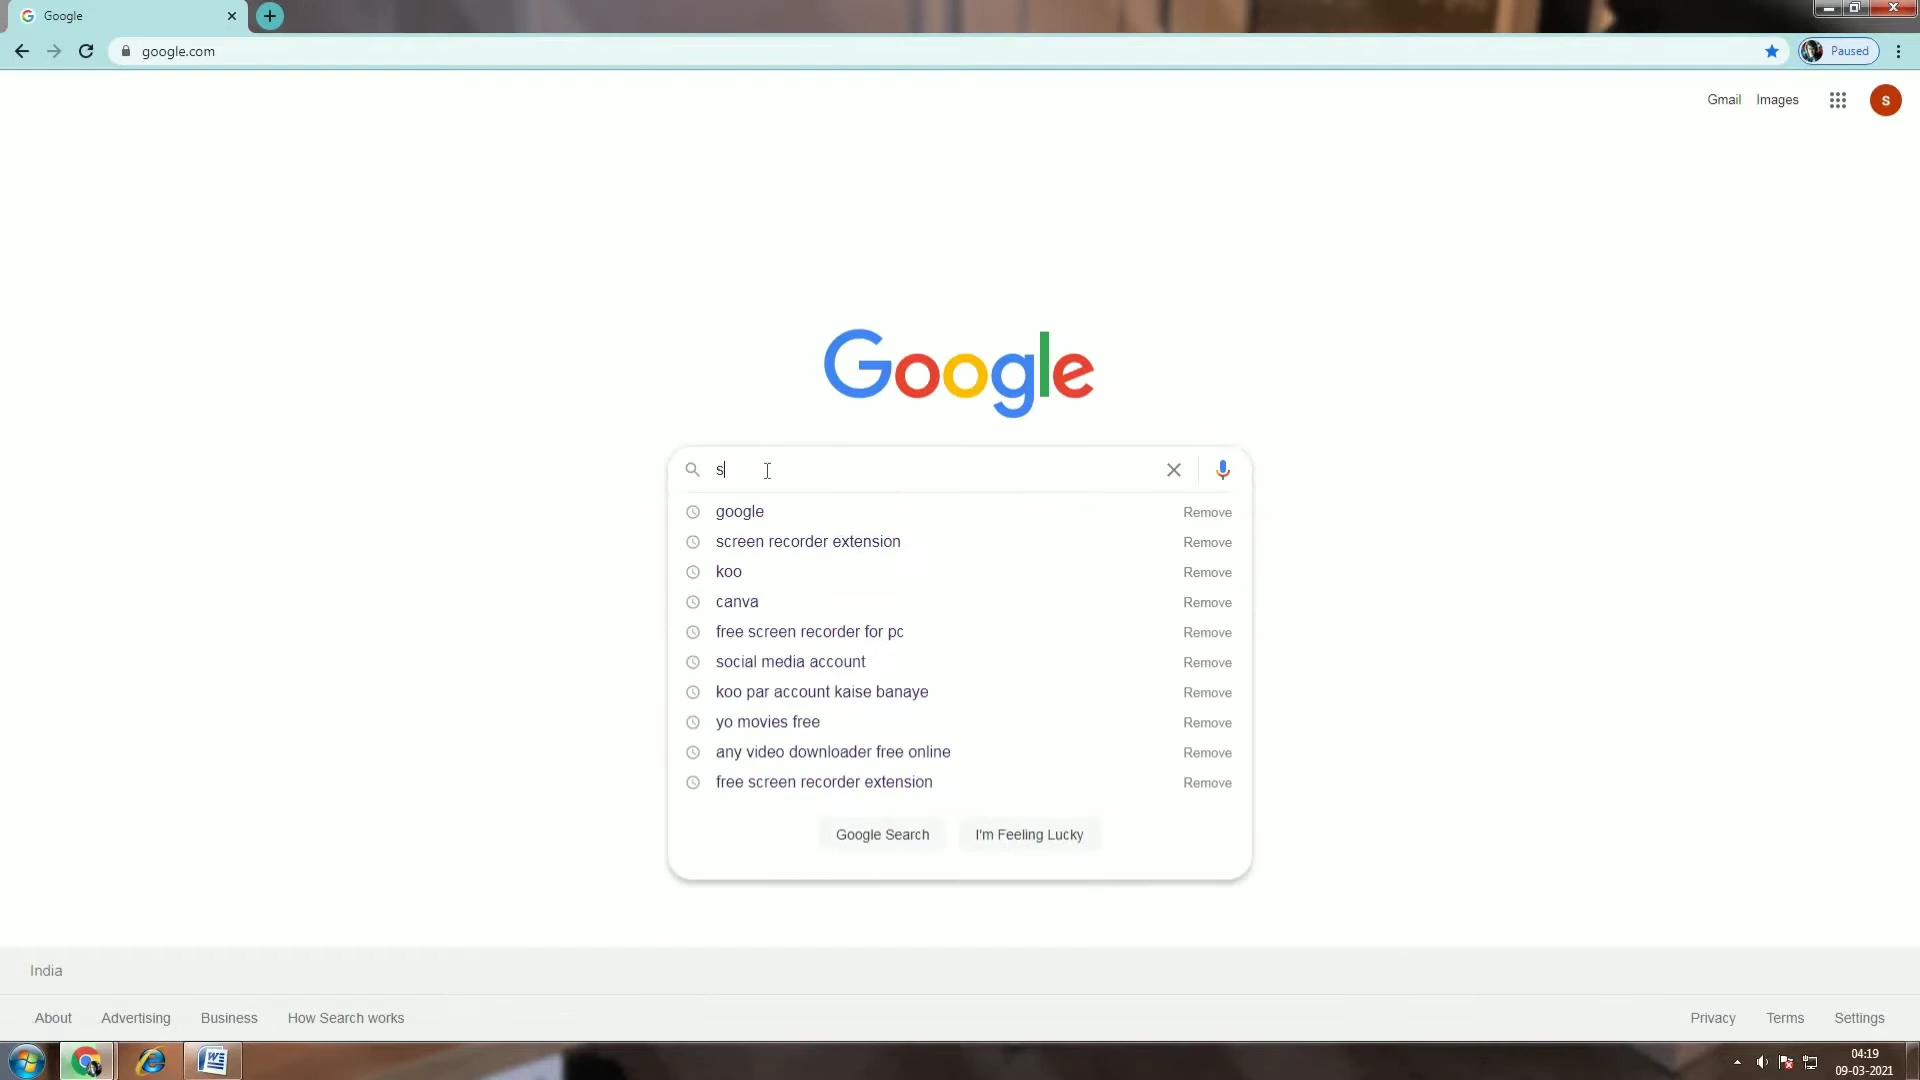 Google
google.com
Paused
Gmail Images
S
Google
s
google Remove
screen recorder extension Remove
koo Remove
canva Remove
free screen recorder for pc Remove
social media account Remove
koo par account kaise banaye Remove
yo movies free Remove
any video downloader free online Remove
free screen recorder extension Remove
Google Search I'm Feeling Lucky
India
About Advertising Business How Search works Privacy Terms Settings
04:19
09-03-2021